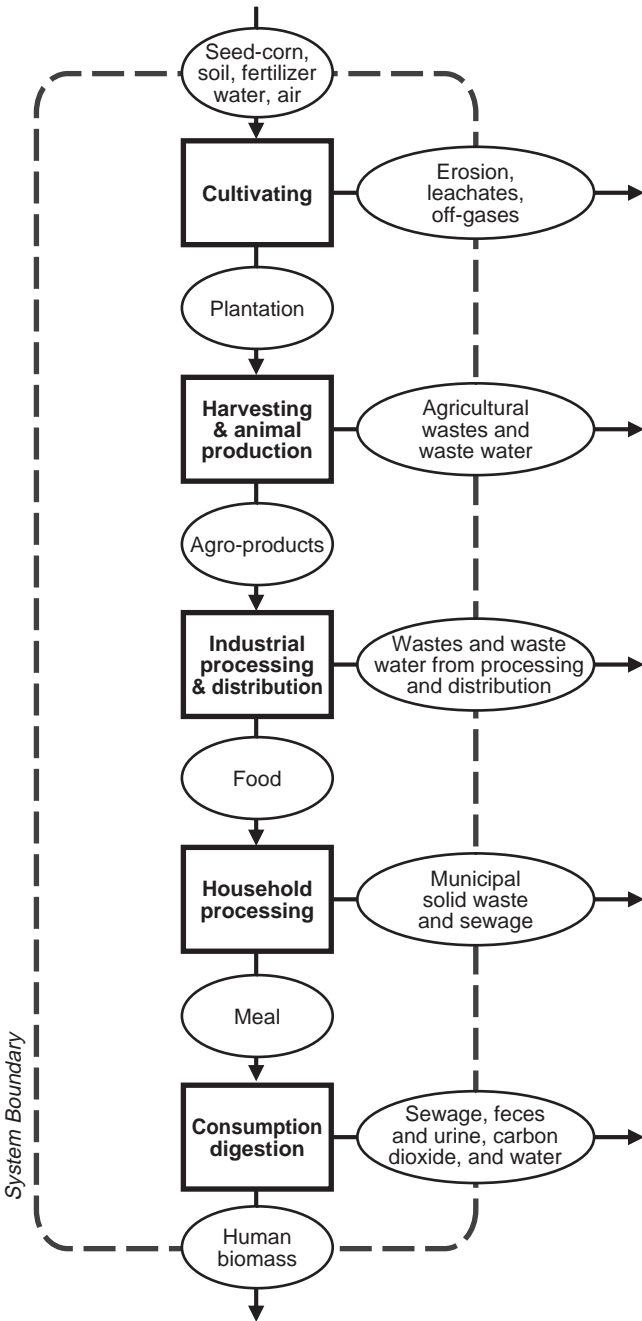 Seed-corn,
soil, fertilizer
water, air
Cultivating
Erosion,
leachates,
off-gases
Plantation
Harvesting
& animal
production
Agricultural
wastes and
waste water
Agro-products
Industrial
processing
& distribution
Wastes and waste
water from processing
and distribution
Food
Household
processing
Municipal
solid waste
and sewage
Meal
Consumption
digestion
Sewage, feces
and urine, carbon
dioxide, and water
System Boundary
Human
biomass